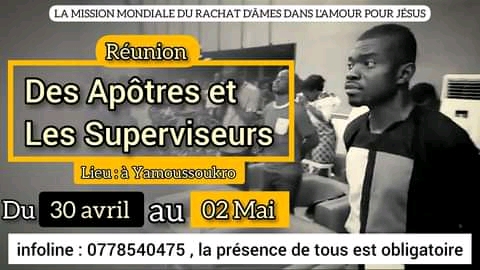 LA MISSION MONDIALE DU RACHAT D'ÂMES DANS L'AMOUR POUR JÉSUS
Réunion
Des Apôtres et
Les Superviseurs
Lieu : à Yamoussoukro
Du 30 avril au 02 Mai
infoline : 0778540475 , la présence de tous est obligatoire